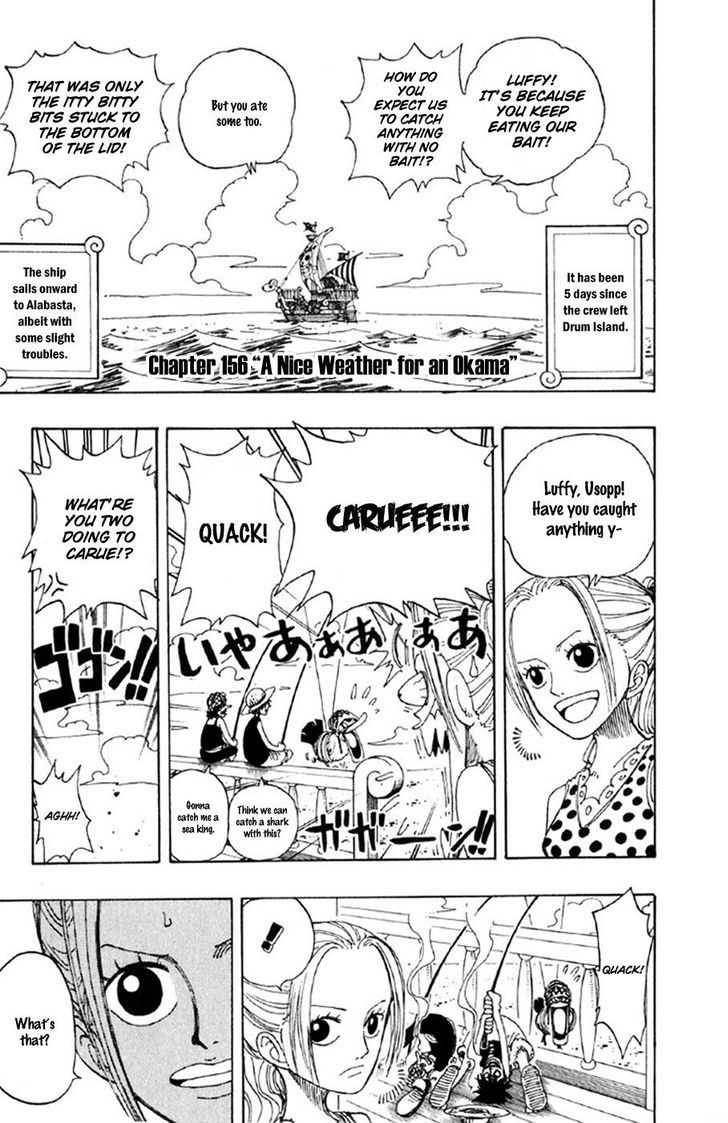 LUFFY!
IT'S BECAUSE
YOU KEEP
EATING OUR
BAIT!
HOW DO
YOU
EXPECT US
TO CATCH
ANYTHING
WITH NO
BAIT!?
But you ate
some too.
THAT WAS ONLY
THE ITTY BITTY
BITS STUCK TO
THE BOTTOM
OF THE LID!
It has been
5 days since
the crew left
Drum Island.
The ship
sails onward
to Alabasta,
albeit with
some slight
troubles.
Chapter 156 "A Nice Weather for an Okama"
Luffy, Usopp!
Have you caught
anything y-
CARUEEE!!!
QUACK!
いやあぁあぁぁあ
Think we can
catch a shark
with this?
Gonna
catch me a
sea king.
ガガーーン!!
WHAT'RE
YOU TWO
DOING TO
CARUE!?
ゴゴン!!
AGHH!
QUACK!
!
What's
that?